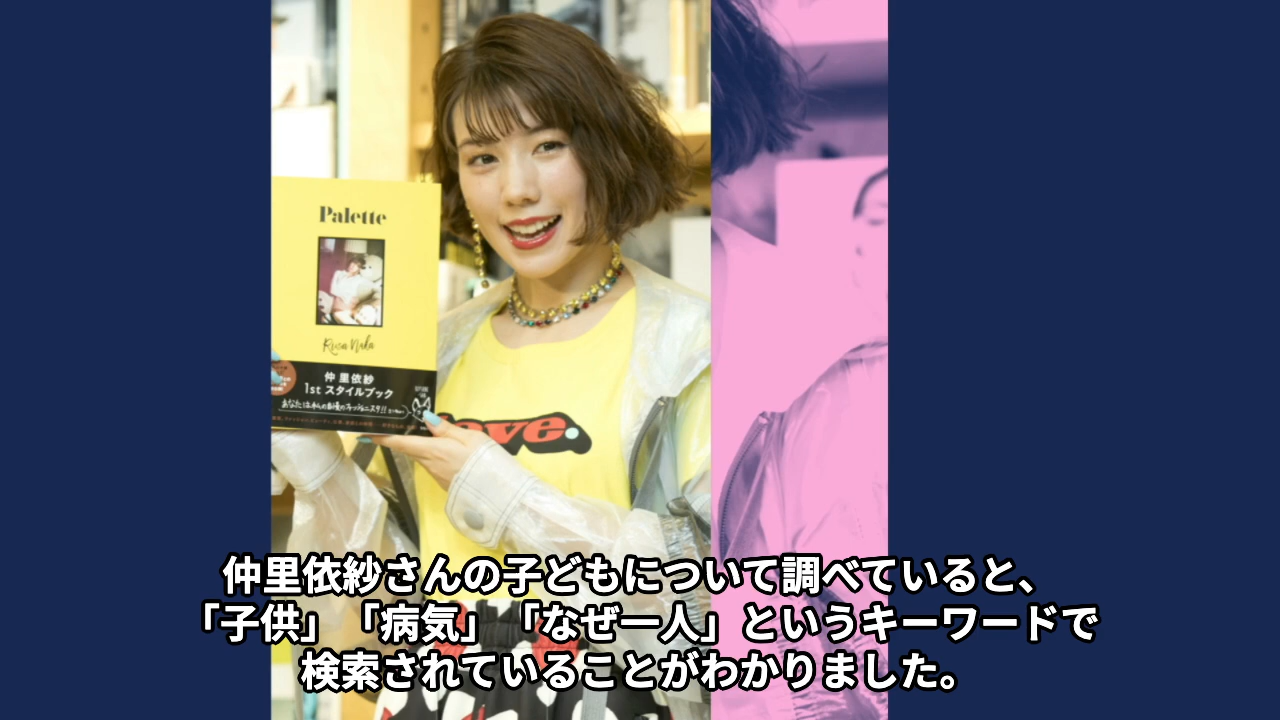 Palette
Riisa Naka
仲 里依紗
1st スタイルブック
love.
仲里依紗さんの子どもについて調べていると、
「子供」「病気」「なぜ一人」というキーワードで
検索されていることがわかりました。